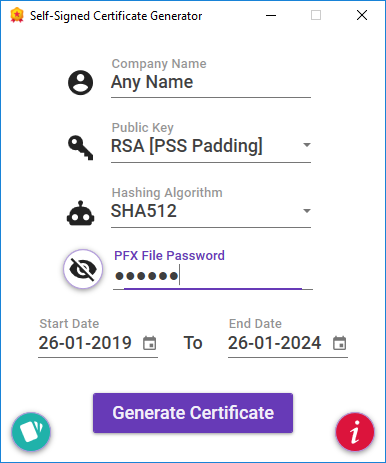 Self-Signed Certificate Generator
Company Name
Any Name
Public Key
RSA [PSS Padding]
Hashing Algorithm
SHA512
PFX File Password
●●●●●●
Start Date
End Date
26-01-2019 To 26-01-2024
Generate Certificate
i